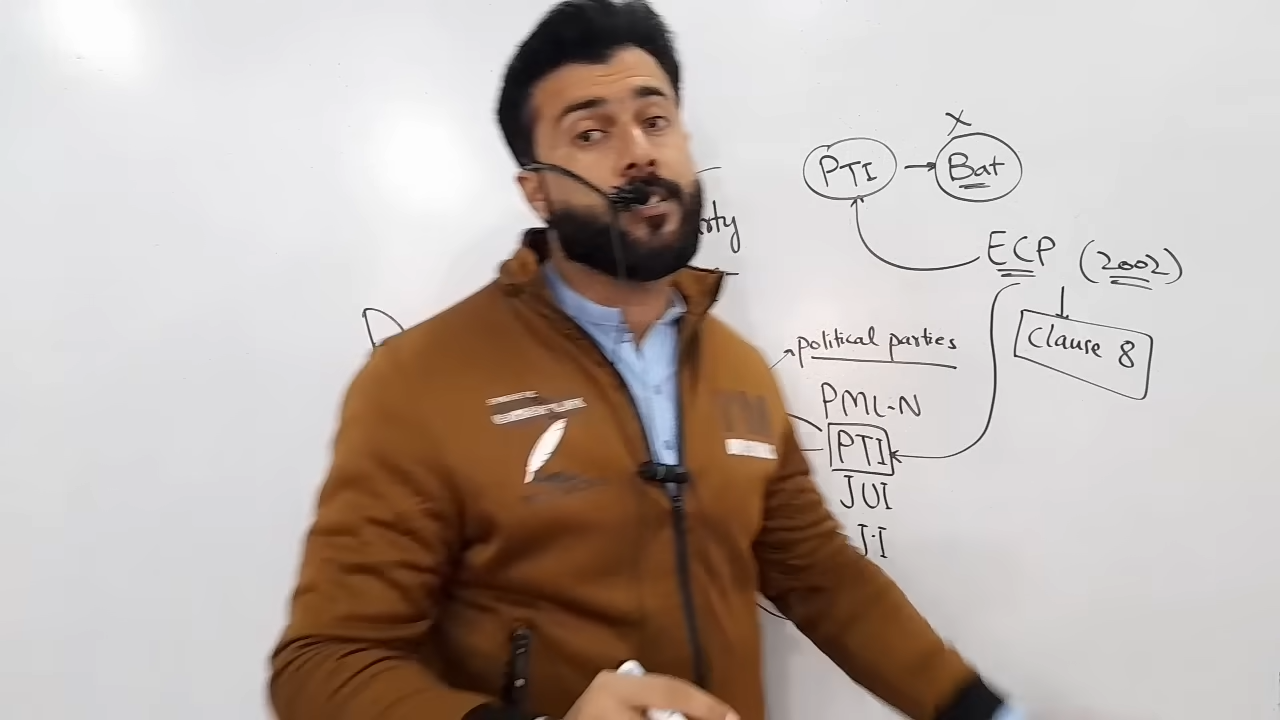 X
PTI → Bat
ECP (2002)
Clause 8
political parties
PML-N
PTI
JUI
J.I